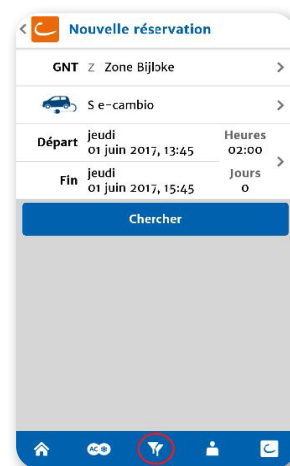 Nouvelle réservation
GNT Z Zone Bijloke
S e-cambio
Départ jeudi 01 juin 2017, 13:45 Heures 02:00
Fin jeudi 01 juin 2017, 15:45 Jours 0
Chercher
AC